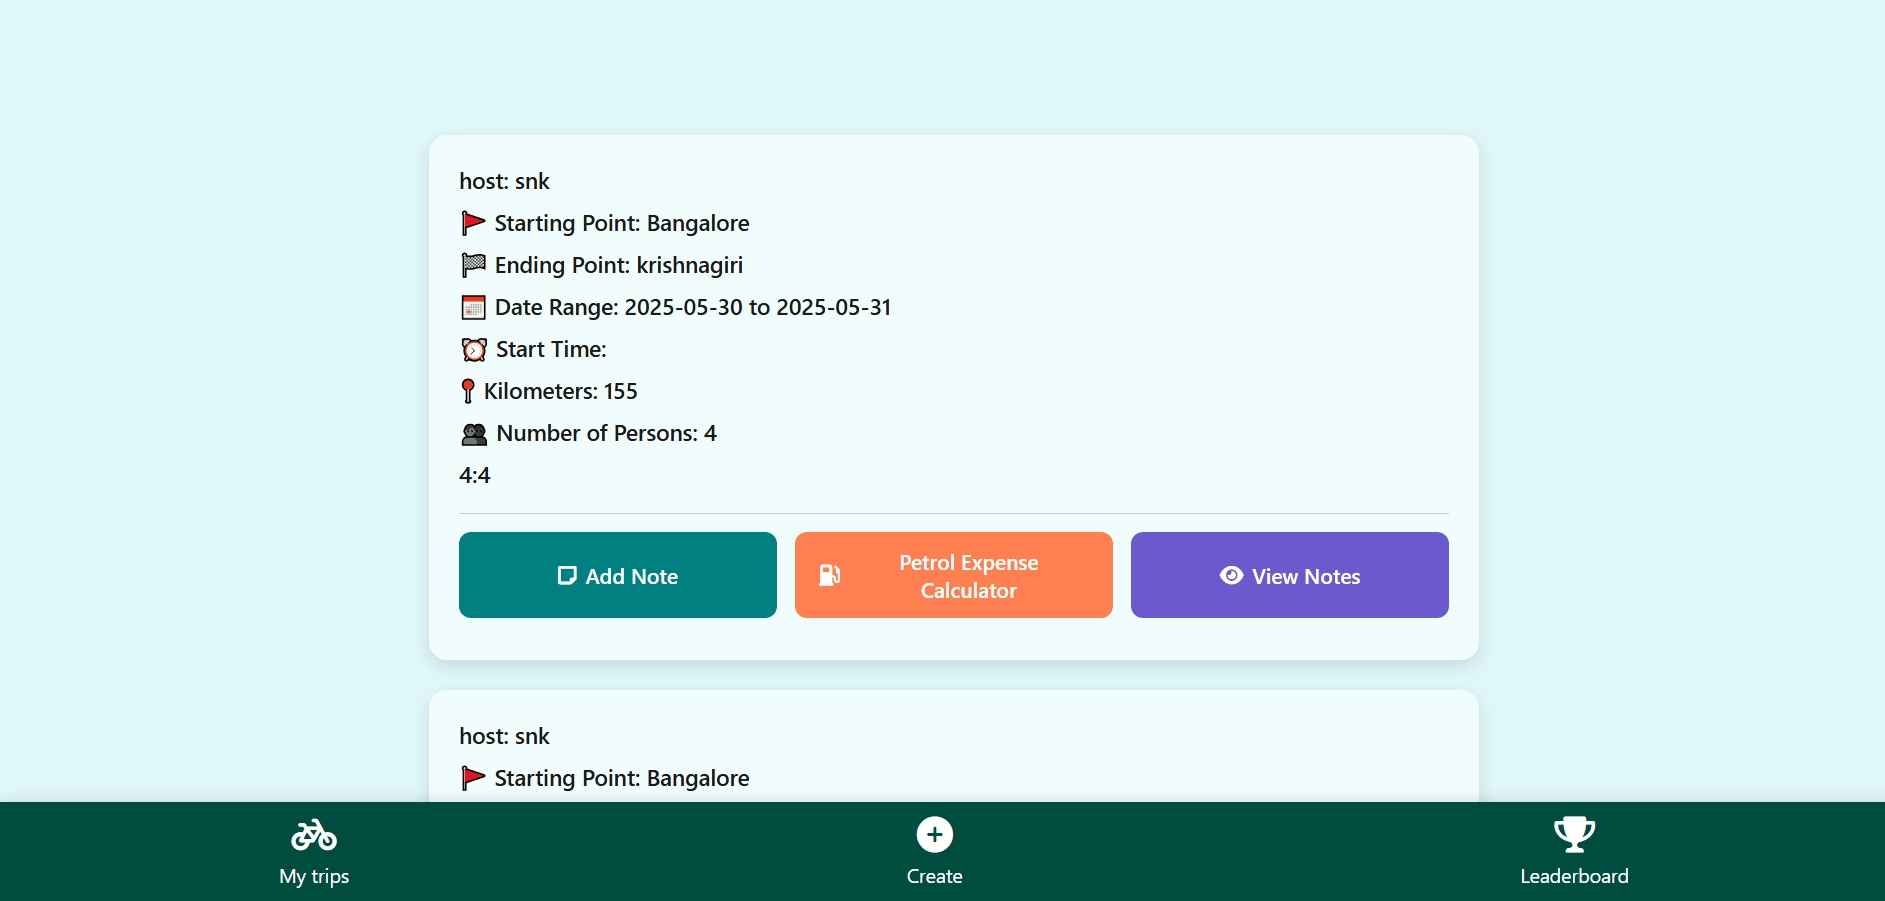 host: snk
Starting Point: Bangalore
Ending Point: krishnagiri
Date Range: 2025-05-30 to 2025-05-31
Start Time:
Kilometers: 155
Number of Persons: 4
4:4
Add Note
Petrol Expense
Calculator
View Notes
host: snk
Starting Point: Bangalore
My trips
Create
Leaderboard